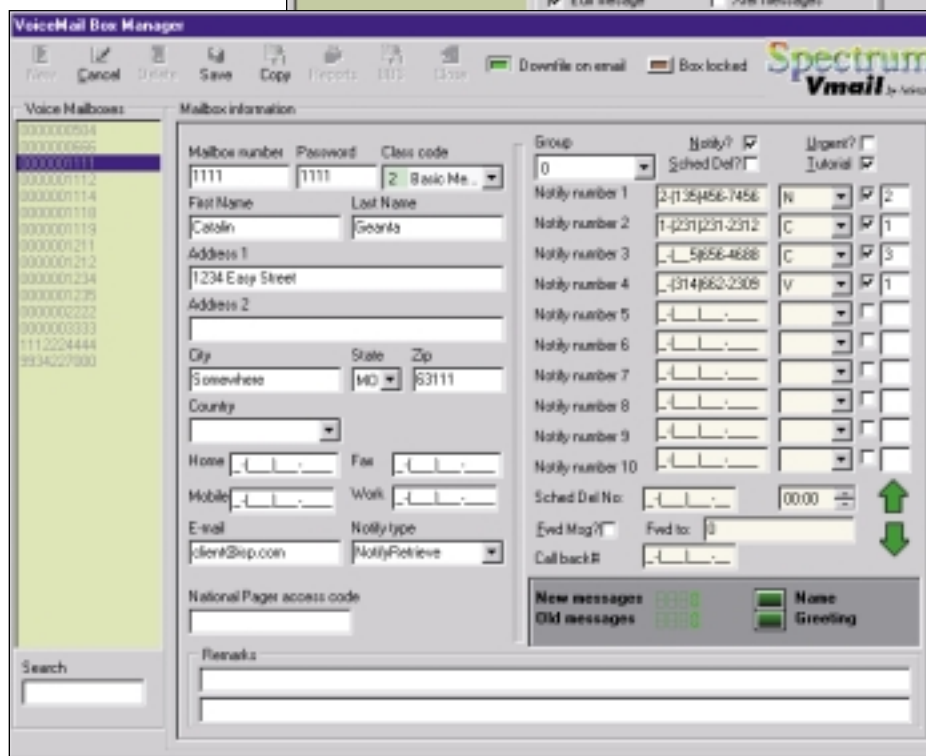 Edit message
messages
VoiceMail Box Manager
New Cancel Delete Save Copy Reports Close
Downfile on email
Box locked
Spectrum
Vmail
Voice Mailboxes
0000000504
0000000666
0000001111
0000001112
0000001114
0000001118
0000001119
0000001211
0000001212
0000001234
0000001235
0000002222
0000003333
1112224444
9934227000
Search
Mailbox information
Mailbox number Password Class code
1111 1111 2 Basic Me...
First Name Last Name
Catalin Geanta
Address 1
1234 Easy Street
Address 2
City State Zip
Somewhere MO 63111
Country
Home Fax
Mobile Work
E-mail Notify type
client@isp.com NotifyRetrieve
National Pager access code
Group Notify? Urgent?
0 Sched Del? Tutorial
Notify number 1 2-(135)456-7456 N 2
Notify number 2 1-(231)231-2312 C 1
Notify number 3 _-(__5)656-4688 C 3
Notify number 4 _-(314)662-2309 V 1
Notify number 5
Notify number 6
Notify number 7
Notify number 8
Notify number 9
Notify number 10
Sched Del No: 00:00
Fwd Msg? Fwd to: 0
Call back#
New messages 0 Name
Old messages 0 Greeting
Remarks